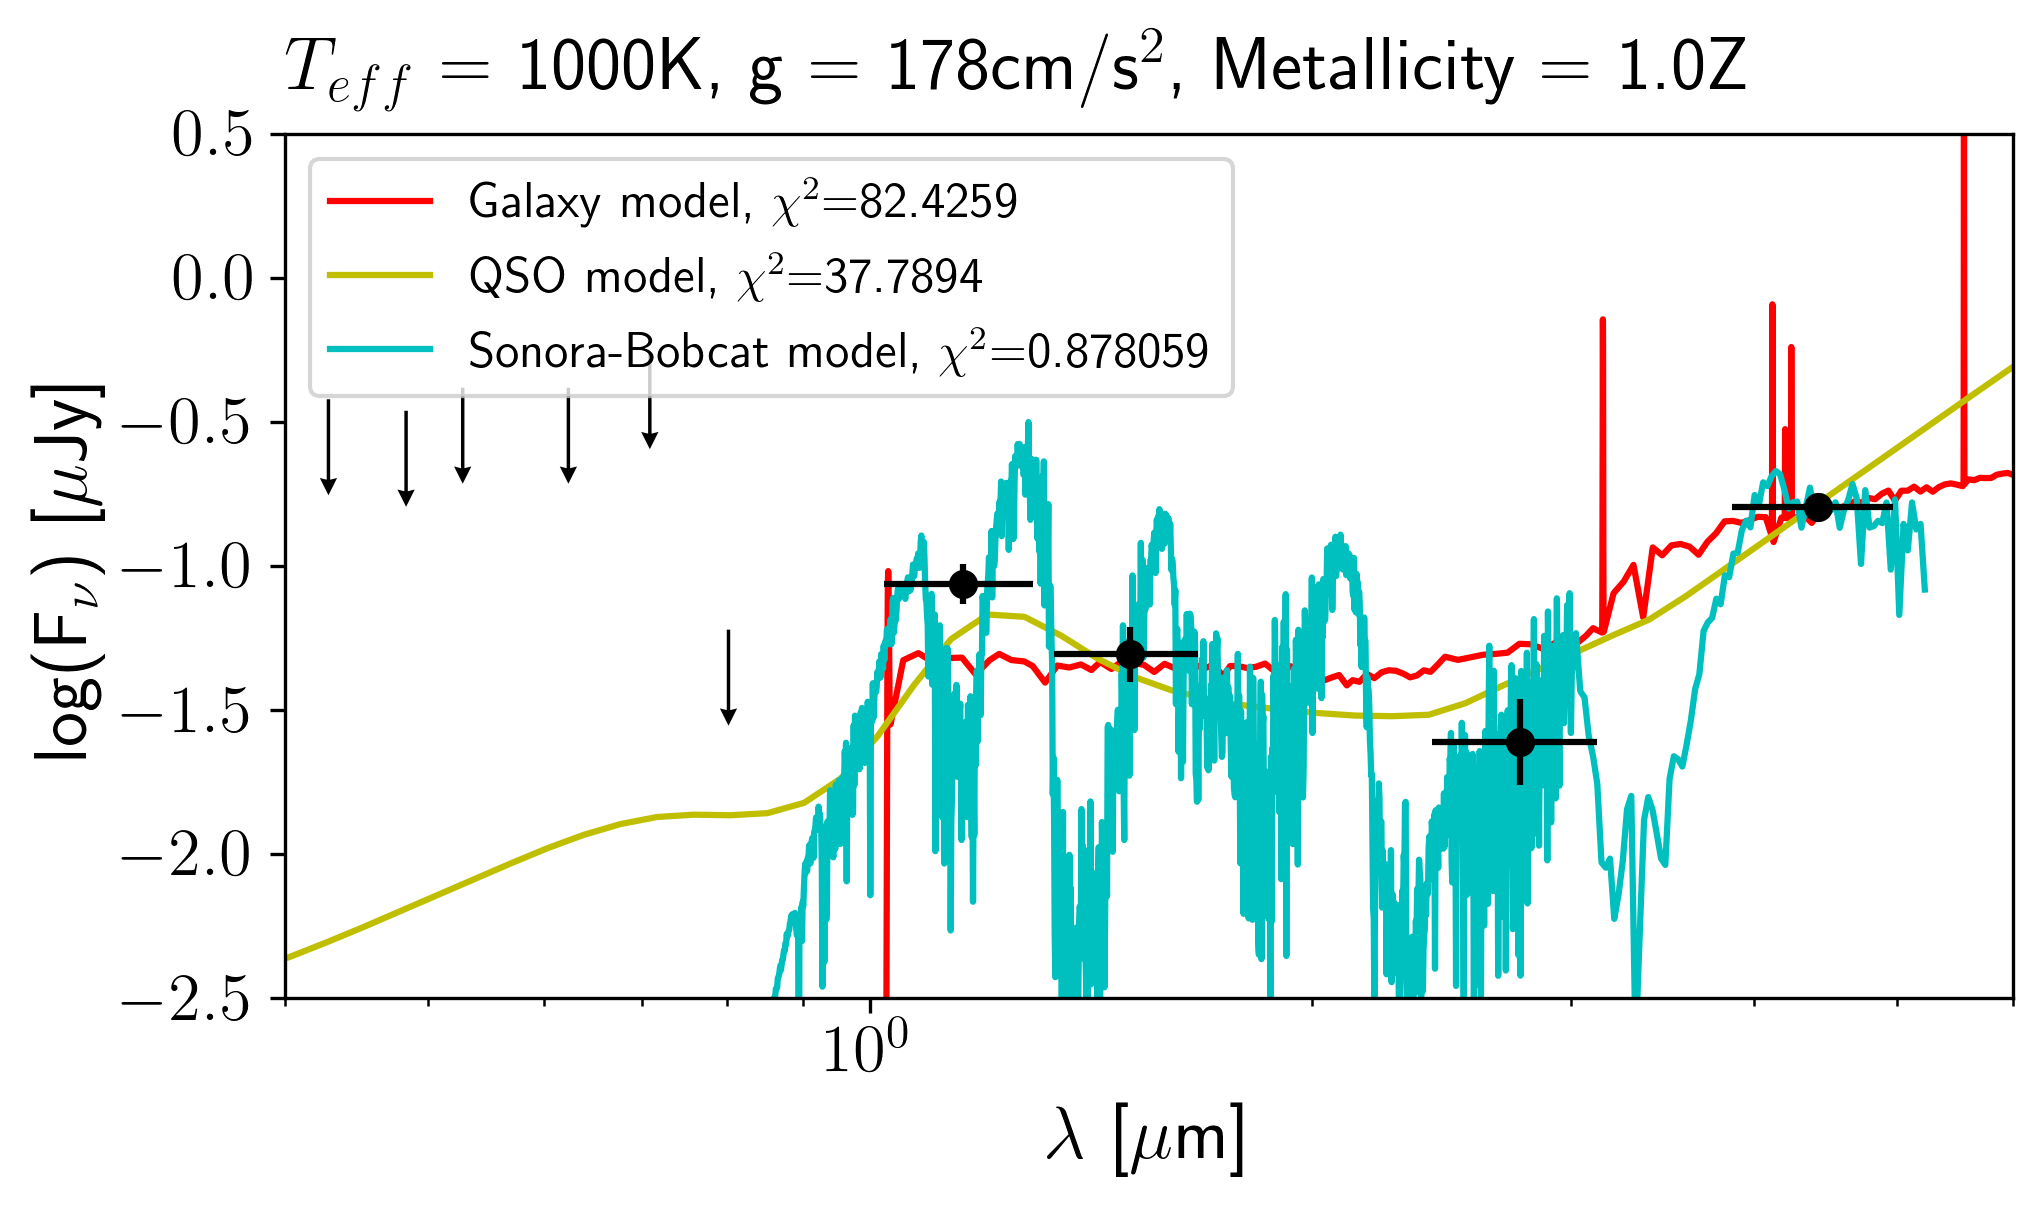 T_eff = 1000K, g = 178cm/s², Metallicity = 1.0Z
Galaxy model, χ²=82.4259
QSO model, χ²=37.7894
Sonora-Bobcat model, χ²=0.878059
log(F_ν) [μJy]
0.5
0.0
−0.5
−1.0
−1.5
−2.0
−2.5
10⁰
λ [μm]